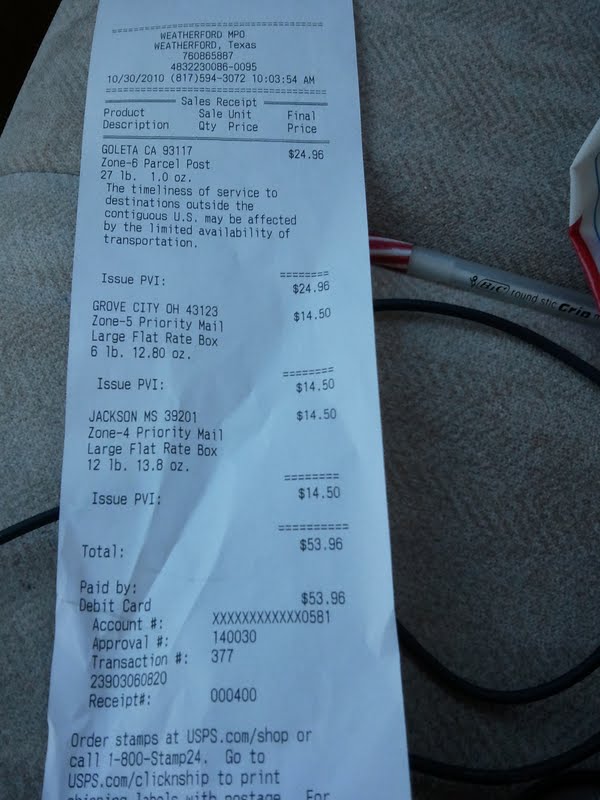 WEATHERFORD MPO
WEATHERFORD, Texas
760865887
4832230086-0095
10/30/2010 (817)594-3072 10:03:54 AM
Sales Receipt
Product Sale Unit Final
Description Qty Price Price
GOLETA CA 93117 $24.96
Zone-6 Parcel Post
27 lb. 1.0 oz.
The timeliness of service to
destinations outside the
contiguous U.S. may be affected
by the limited availability of
transportation.
========
Issue PVI: $24.96
GROVE CITY OH 43123 $14.50
Zone-5 Priority Mail
Large Flat Rate Box
6 lb. 12.80 oz.
========
Issue PVI: $14.50
JACKSON MS 39201 $14.50
Zone-4 Priority Mail
Large Flat Rate Box
12 lb. 13.8 oz.
========
Issue PVI: $14.50
==========
Total: $53.96
Paid by:
Debit Card $53.96
Account #: XXXXXXXXXXXX0581
Approval #: 140030
Transaction #: 377
23903060820
Receipt#: 000400
Order stamps at USPS.com/shop or
call 1-800-Stamp24. Go to
USPS.com/clicknship to print
shipping labels with postage. For
BIC round stic Grip